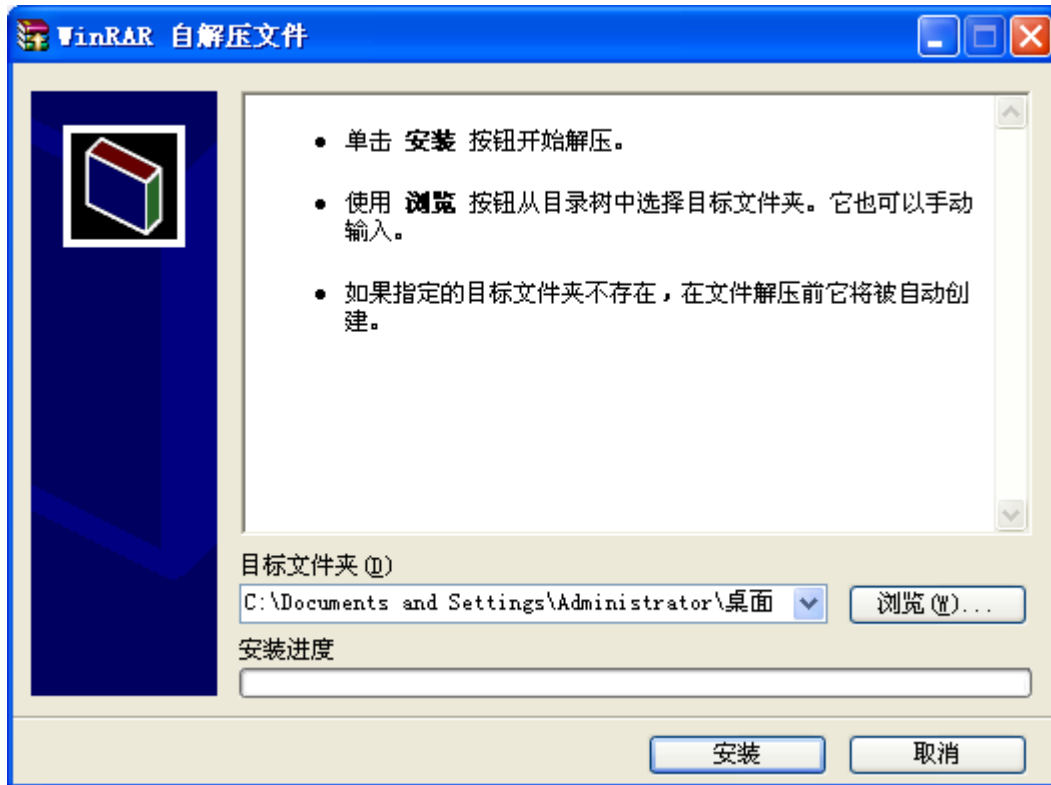 WinRAR 自解压文件
• 单击 安装 按钮开始解压。
• 使用 浏览 按钮从目录树中选择目标文件夹。它也可以手动
输入。
• 如果指定的目标文件夹不存在，在文件解压前它将被自动创
建。
目标文件夹(D)
C:\Documents and Settings\Administrator\桌面
浏览(W)...
安装进度
安装
取消